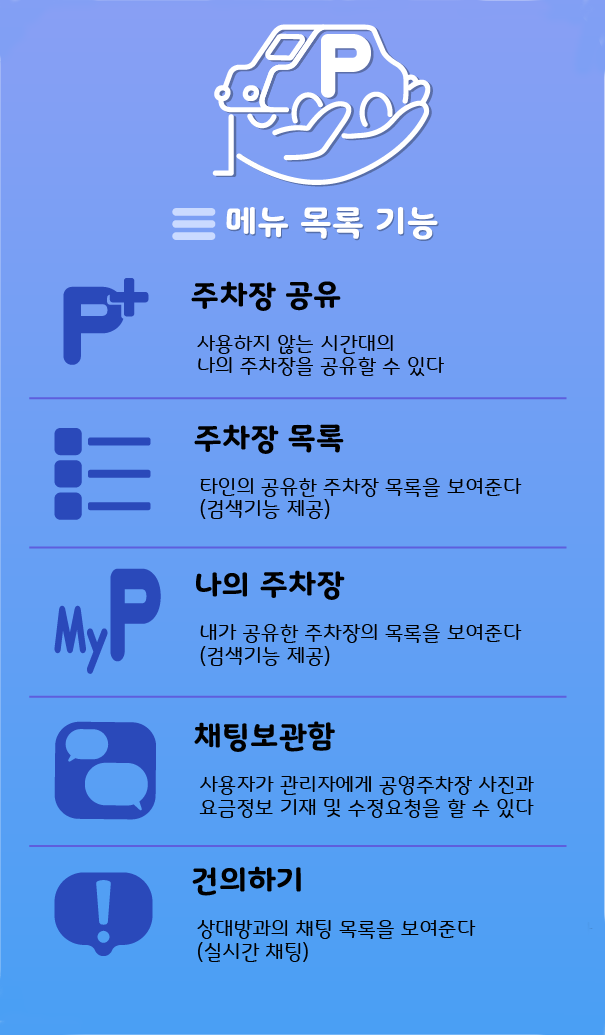 P
메뉴 목록 기능
P+
주차장 공유
사용하지 않는 시간대의
나의 주차장을 공유할 수 있다
주차장 목록
타인의 공유한 주차장 목록을 보여준다
(검색기능 제공)
My P
나의 주차장
내가 공유한 주차장의 목록을 보여준다
(검색기능 제공)
채팅보관함
사용자가 관리자에게 공영주차장 사진과
요금정보 기재 및 수정요청을 할 수 있다
!
건의하기
상대방과의 채팅 목록을 보여준다
(실시간 채팅)